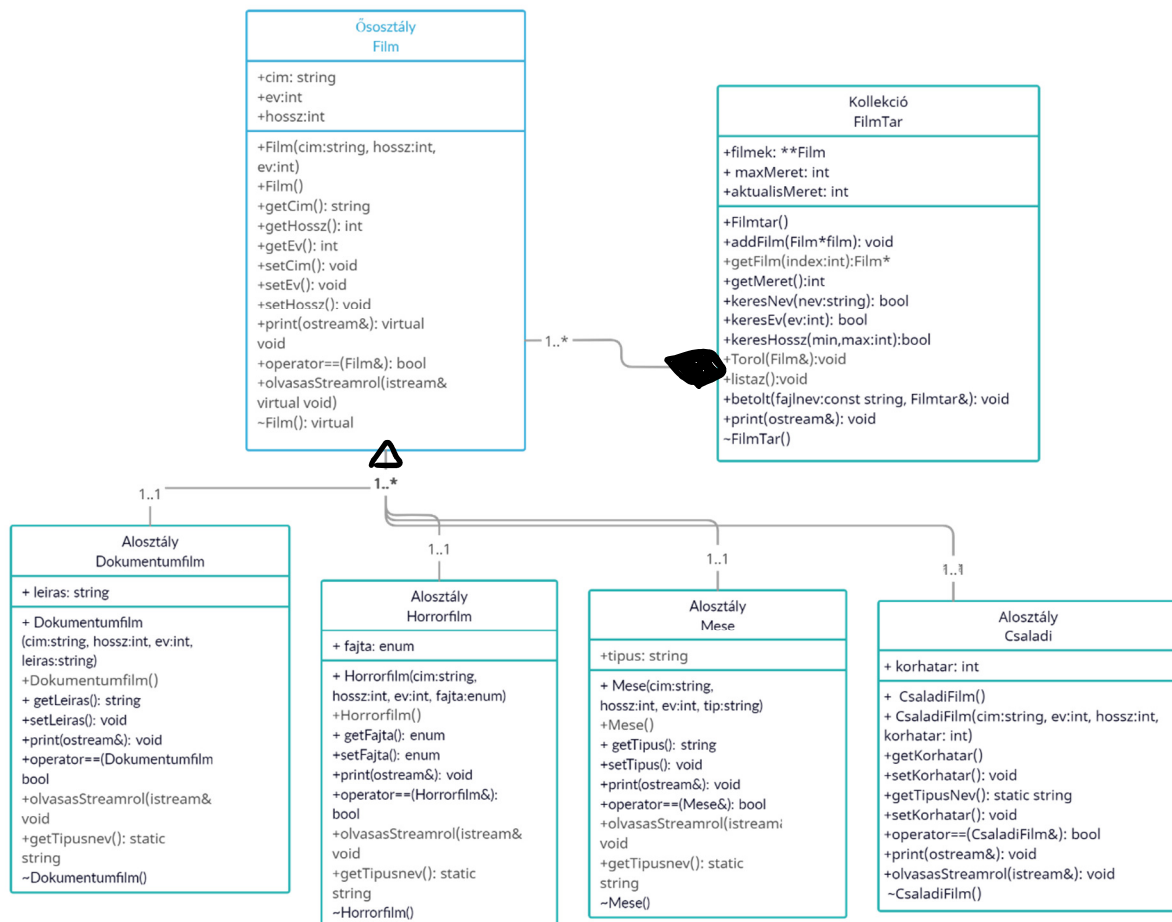 Ősosztály
Film
+cim: string
+ev:int
+hossz:int
+Film(cim:string, hossz:int,
ev:int)
+Film()
+getCim(): string
+getHossz(): int
+getEv(): int
+setCim(): void
+setEv(): void
+setHossz(): void
+print(ostream&): virtual
void
+operator==(Film&): bool
+olvasasStreamrol(istream&
virtual void)
~Film(): virtual
Kollekció
FilmTar
+filmek: **Film
+ maxMeret: int
+aktualisMeret: int
+Filmtar()
+addFilm(Film*film): void
+getFilm(index:int):Film*
+getMeret():int
+keresNev(nev:string): bool
+keresEv(ev:int): bool
+keresHossz(min,max:int):bool
+Torol(Film&):void
+listaz():void
+betolt(fajlnev:const string, Filmtar&): void
+print(ostream&): void
~FilmTar()
1..*
1..*
1..1
1..1
1..1
1..1
Alosztály
Dokumentumfilm
+ leiras: string
+ Dokumentumfilm
(cim:string, hossz:int, ev:int,
leiras:string)
+Dokumentumfilm()
+ getLeiras(): string
+setLeiras(): void
+print(ostream&): void
+operator==(Dokumentumfilm
bool
+olvasasStreamrol(istream&
void
+getTipusnev(): static
string
~Dokumentumfilm()
Alosztály
Horrorfilm
+ fajta: enum
+ Horrorfilm(cim:string,
hossz:int, ev:int, fajta:enum)
+Horrorfilm()
+ getFajta(): enum
+setFajta(): enum
+print(ostream&): void
+operator==(Horrorfilm&):
bool
+olvasasStreamrol(istream&
void
+getTipusnev(): static
string
~Horrorfilm()
Alosztály
Mese
+tipus: string
+ Mese(cim:string,
hossz:int, ev:int, tip:string)
+Mese()
+ getTipus(): string
+setTipus(): void
+print(ostream&): void
+operator==(Mese&): bool
+olvasasStreamrol(istream&
void
+getTipusnev(): static
string
~Mese()
Alosztály
Csaladi
+ korhatar: int
+ CsaladiFilm()
+ CsaladiFilm(cim:string, ev:int, hossz:int,
korhatar: int)
+getKorhatar()
+setKorhatar(): void
+getTipusNev(): static string
+setKorhatar(): void
+operator==(CsaladiFilm&): bool
+print(ostream&): void
+olvasasStreamrol(istream&): void
~CsaladiFilm()